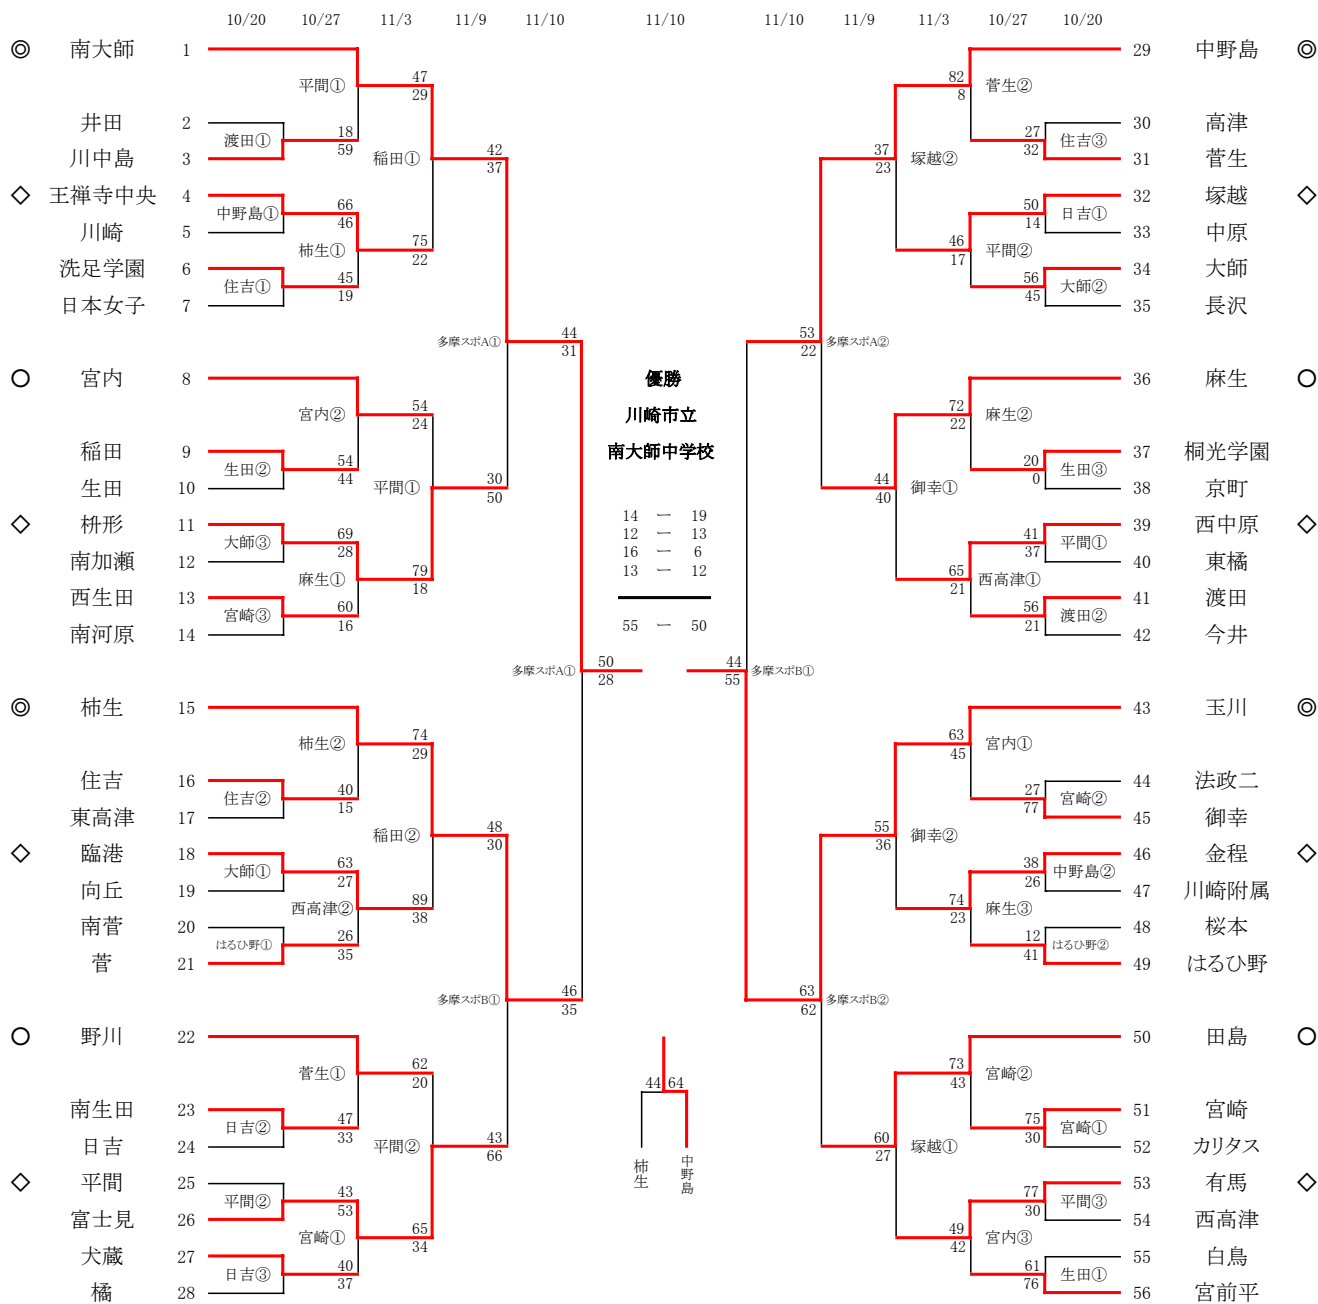 10/20 10/27 11/3 11/9 11/10 11/10 11/10 11/9 11/3 10/27 10/20
◎ 南大師 1
平間① 47 29
井田 2
渡田① 18 59
川中島 3
稲田① 42 37
◇ 王禅寺中央 4
中野島① 66 46
川崎 5
柿生① 75 22
洗足学園 6
住吉① 45 19
日本女子 7
多摩スポA① 44 31
○ 宮内 8
宮内② 54 24
稲田 9
生田② 54 44
生田 10
平間① 30 50
◇ 枡形 11
大師③ 69 28
南加瀬 12
麻生① 79 18
西生田 13
宮崎③ 60 16
南河原 14
多摩スポA① 50 28
◎ 柿生 15
柿生② 74 29
住吉 16
住吉② 40 15
東高津 17
稲田② 48 30
◇ 臨港 18
大師① 63 27
向丘 19
西高津② 89 38
南菅 20
はるひ野① 26 35
菅 21
多摩スポB① 46 35
○ 野川 22
菅生① 62 20
南生田 23
日吉② 47 33
日吉 24
平間② 43 66
◇ 平間 25
平間② 43 53
富士見 26
宮崎① 65 34
犬蔵 27
日吉③ 40 37
橘 28
優勝
川崎市立
南大師中学校
14 ー 19
12 ー 13
16 ー 6
13 ー 12
55 ー 50
44 64
柿生 中野島
29 中野島 ◎
82 8 菅生②
30 高津
27 32 住吉③
31 菅生
37 23 塚越②
32 塚越 ◇
50 14 日吉①
33 中原
46 17 平間②
34 大師
56 45 大師②
35 長沢
53 22 多摩スポA②
36 麻生 ○
72 22 麻生②
37 桐光学園
20 0 生田③
38 京町
44 40 御幸①
39 西中原 ◇
41 37 平間①
40 東橘
65 21 西高津①
41 渡田
56 21 渡田②
42 今井
44 55 多摩スポB①
43 玉川 ◎
63 45 宮内①
44 法政二
27 77 宮崎②
45 御幸
55 36 御幸②
46 金程 ◇
38 26 中野島②
47 川崎附属
74 23 麻生③
48 桜本
12 41 はるひ野②
49 はるひ野
63 62 多摩スポB②
50 田島 ○
73 43 宮崎②
51 宮崎
75 30 宮崎①
52 カリタス
60 27 塚越①
53 有馬 ◇
77 30 平間③
54 西高津
49 42 宮内③
55 白鳥
61 76 生田①
56 宮前平